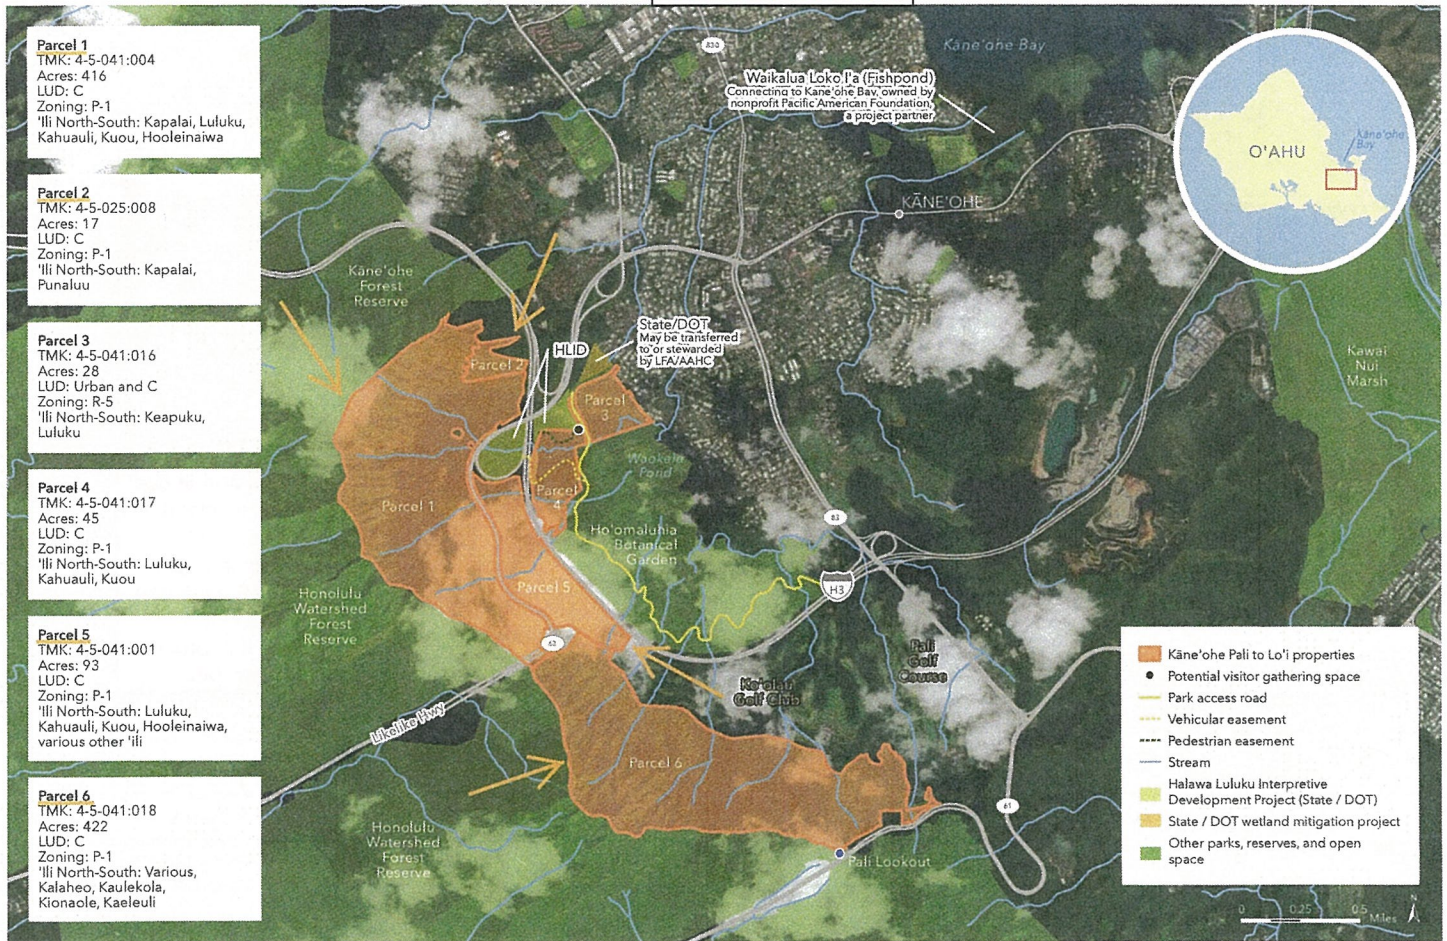 Parcel 1
TMK: 4-5-041:004
Acres: 416
LUD: C
Zoning: P-1
'Ili North-South: Kapalai, Luluku,
Kahuauli, Kuou, Hooleinaiwa
Parcel 2
TMK: 4-5-025:008
Acres: 17
LUD: C
Zoning: P-1
'Ili North-South: Kapalai,
Punaluu
Parcel 3
TMK: 4-5-041:016
Acres: 28
LUD: Urban and C
Zoning: R-5
'Ili North-South: Keapuku,
Luluku
Parcel 4
TMK: 4-5-041:017
Acres: 45
LUD: C
Zoning: P-1
'Ili North-South: Luluku,
Kahuauli, Kuou
Parcel 5
TMK: 4-5-041:001
Acres: 93
LUD: C
Zoning: P-1
'Ili North-South: Luluku,
Kahuauli, Kuou, Hooleinaiwa,
various other 'ili
Parcel 6
TMK: 4-5-041:018
Acres: 422
LUD: C
Zoning: P-1
'Ili North-South: Various,
Kalaheo, Kaulekola,
Kionaole, Kaeleuli
830
Kāne'ohe Bay
Waikalua Loko I'a (Fishpond)
Connecting to Kāne'ohe Bay, owned by
nonprofit Pacific American Foundation,
a project partner
Kāne'ohe
Bay
O'AHU
KĀNE'OHE
Kāne'ohe
Forest
Reserve
State/DOT
May be transferred
to or stewarded
by LFA/AAHC
HLID
Parcel 2
Parcel
3
Kawai
Nui
Marsh
Waokele
Pond
Parcel 1
Parcel
4
83
Ho'omaluhia
Botanical
Garden
H3
Parcel 5
Honolulu
Watershed
Forest
Reserve
63
Pali
Golf
Course
Ko'olau
Golf Club
Likelike Hwy
Parcel 6
61
Honolulu
Watershed
Forest
Reserve
Pali Lookout
Kāne'ohe Pali to Lo'i properties
Potential visitor gathering space
Park access road
Vehicular easement
Pedestrian easement
Stream
Halawa Luluku Interpretive
Development Project (State / DOT)
State / DOT wetland mitigation project
Other parks, reserves, and open
space
0 0.25 0.5
Miles
N